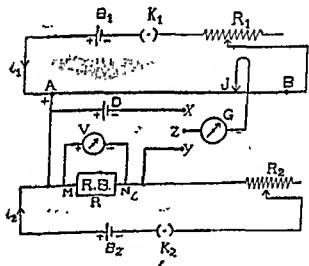 B₁ K₁ R₁
i₁ A J B
+ -
+ D - X
V Z G
+ - y
M R.B. N L R₂
R
i₂
B₂ K₂